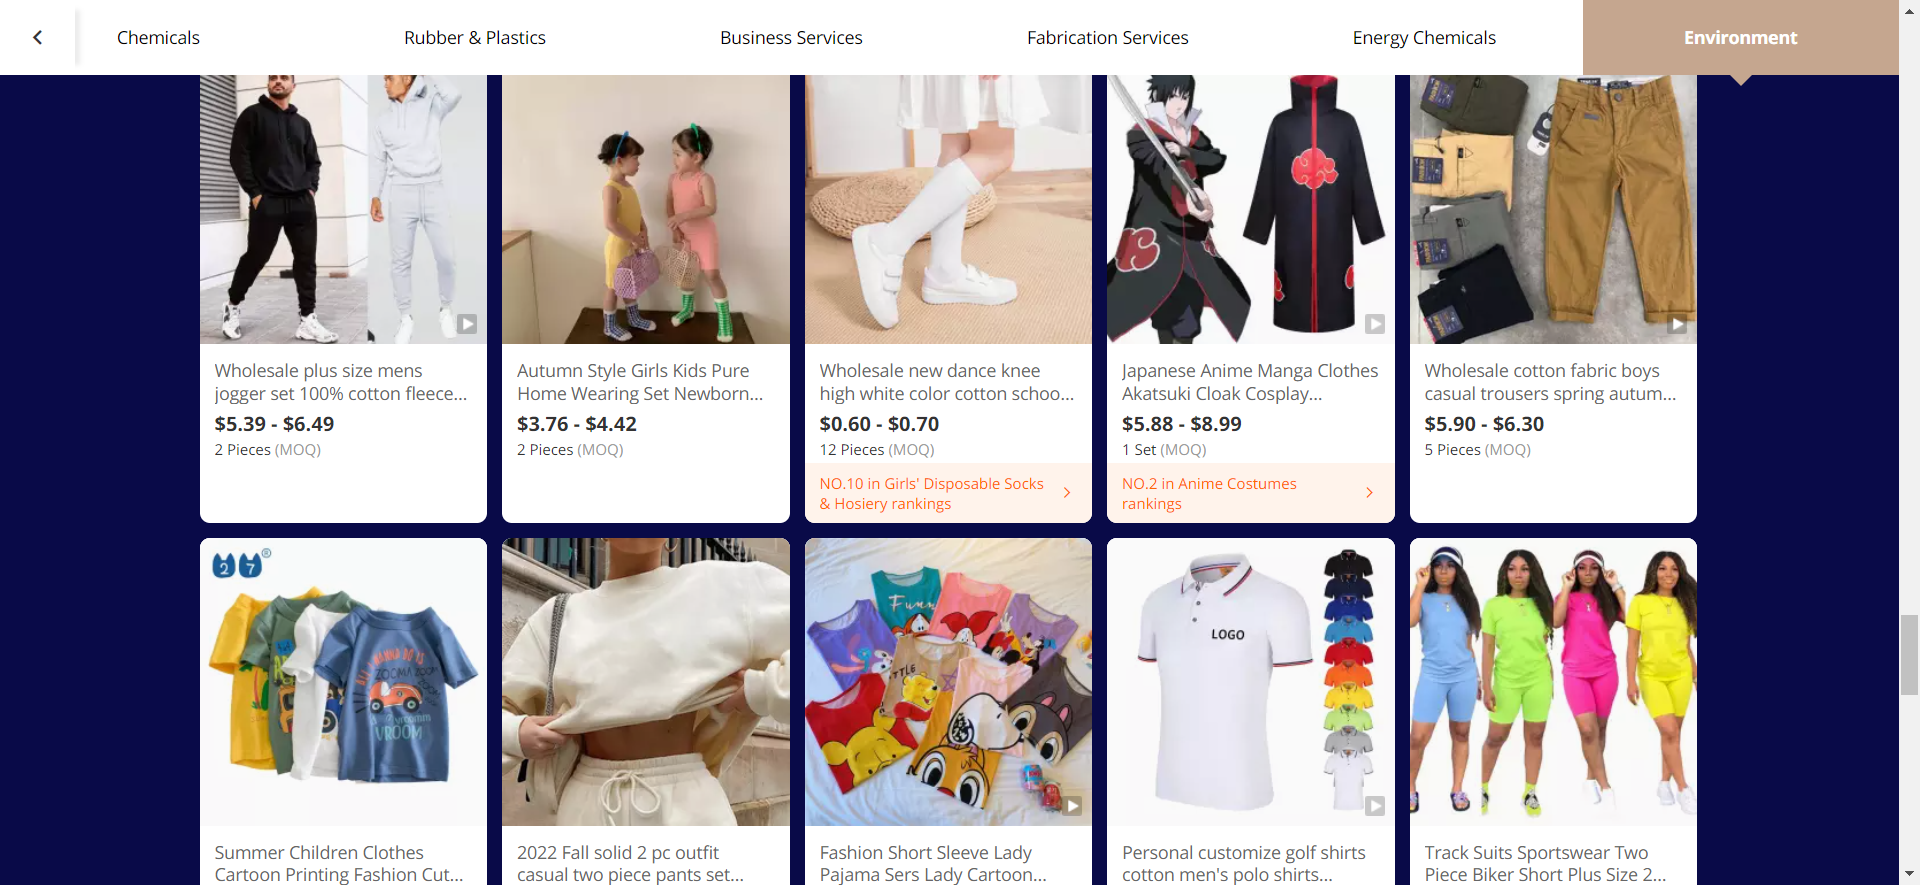 Chemicals
Rubber & Plastics
Business Services
Fabrication Services
Energy Chemicals
Environment
Wholesale plus size mens
jogger set 100% cotton fleece...
$5.39 - $6.49
2 Pieces (MOQ)
Autumn Style Girls Kids Pure
Home Wearing Set Newborn...
$3.76 - $4.42
2 Pieces (MOQ)
Wholesale new dance knee
high white color cotton schoo...
$0.60 - $0.70
12 Pieces (MOQ)
NO.10 in Girls' Disposable Socks
& Hosiery rankings
Japanese Anime Manga Clothes
Akatsuki Cloak Cosplay...
$5.88 - $8.99
1 Set (MOQ)
NO.2 in Anime Costumes
rankings
Wholesale cotton fabric boys
casual trousers spring autum...
$5.90 - $6.30
5 Pieces (MOQ)
27®
ZOOMA ZOO
VROOM
Summer Children Clothes
Cartoon Printing Fashion Cut...
2022 Fall solid 2 pc outfit
casual two piece pants set...
Fashion Short Sleeve Lady
Pajama Sers Lady Cartoon...
LOGO
Personal customize golf shirts
cotton men's polo shirts...
Track Suits Sportswear Two
Piece Biker Short Plus Size 2...